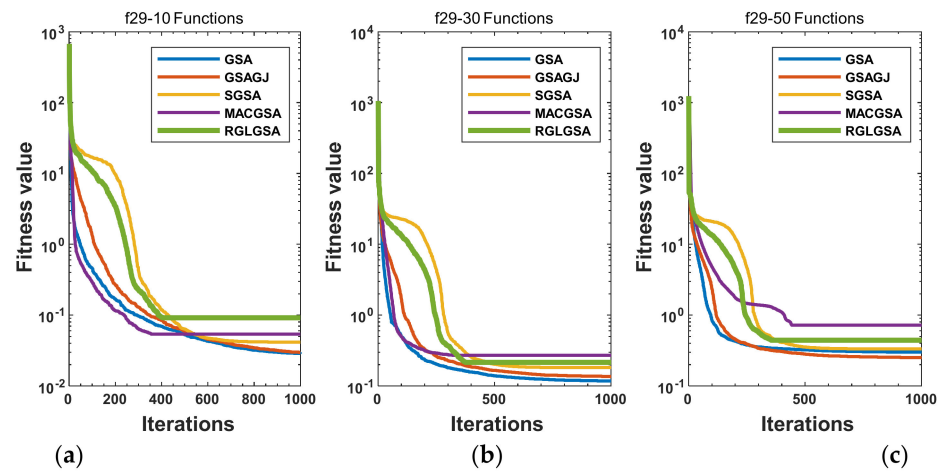 f29-10 Functions
10^3
10^2
10^1
10^0
10^-1
10^-2
Fitness value
GSA
GSAGJ
SGSA
MACGSA
RGLGSA
0 200 400 600 800 1000
Iterations
(a)
f29-30 Functions
10^4
10^3
10^2
10^1
10^0
10^-1
Fitness value
GSA
GSAGJ
SGSA
MACGSA
RGLGSA
0 500 1000
Iterations
(b)
f29-50 Functions
10^4
10^3
10^2
10^1
10^0
10^-1
Fitness value
GSA
GSAGJ
SGSA
MACGSA
RGLGSA
0 200 400 600 800 1000
Iterations
(c)